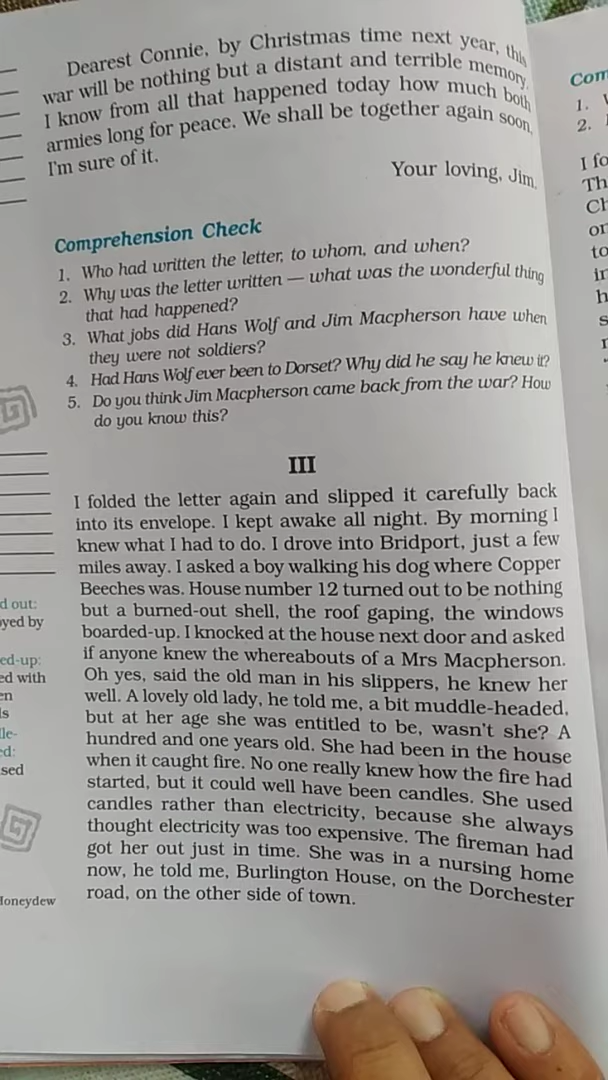 Dearest Connie, by Christmas time next year, this
war will be nothing but a distant and terrible memory.
I know from all that happened today how much both
armies long for peace. We shall be together again soon,
I'm sure of it.
Your loving, Jim.
Comprehension Check
1. Who had written the letter, to whom, and when?
2. Why was the letter written — what was the wonderful thing
that had happened?
3. What jobs did Hans Wolf and Jim Macpherson have when
they were not soldiers?
4. Had Hans Wolf ever been to Dorset? Why did he say he knew it?
5. Do you think Jim Macpherson came back from the war? How
do you know this?
III
I folded the letter again and slipped it carefully back
into its envelope. I kept awake all night. By morning I
knew what I had to do. I drove into Bridport, just a few
miles away. I asked a boy walking his dog where Copper
Beeches was. House number 12 turned out to be nothing
but a burned-out shell, the roof gaping, the windows
boarded-up. I knocked at the house next door and asked
if anyone knew the whereabouts of a Mrs Macpherson.
Oh yes, said the old man in his slippers, he knew her
well. A lovely old lady, he told me, a bit muddle-headed,
but at her age she was entitled to be, wasn't she? A
hundred and one years old. She had been in the house
when it caught fire. No one really knew how the fire had
started, but it could well have been candles. She used
candles rather than electricity, because she always
thought electricity was too expensive. The fireman had
got her out just in time. She was in a nursing home
now, he told me, Burlington House, on the Dorchester
road, on the other side of town.
d out:
oyed by
ed-up:
ed with
en
ls
lle-
ed:
sed
Honeydew
Com
1.
2.
I fo
Th
Ch
or
to
in
h
s